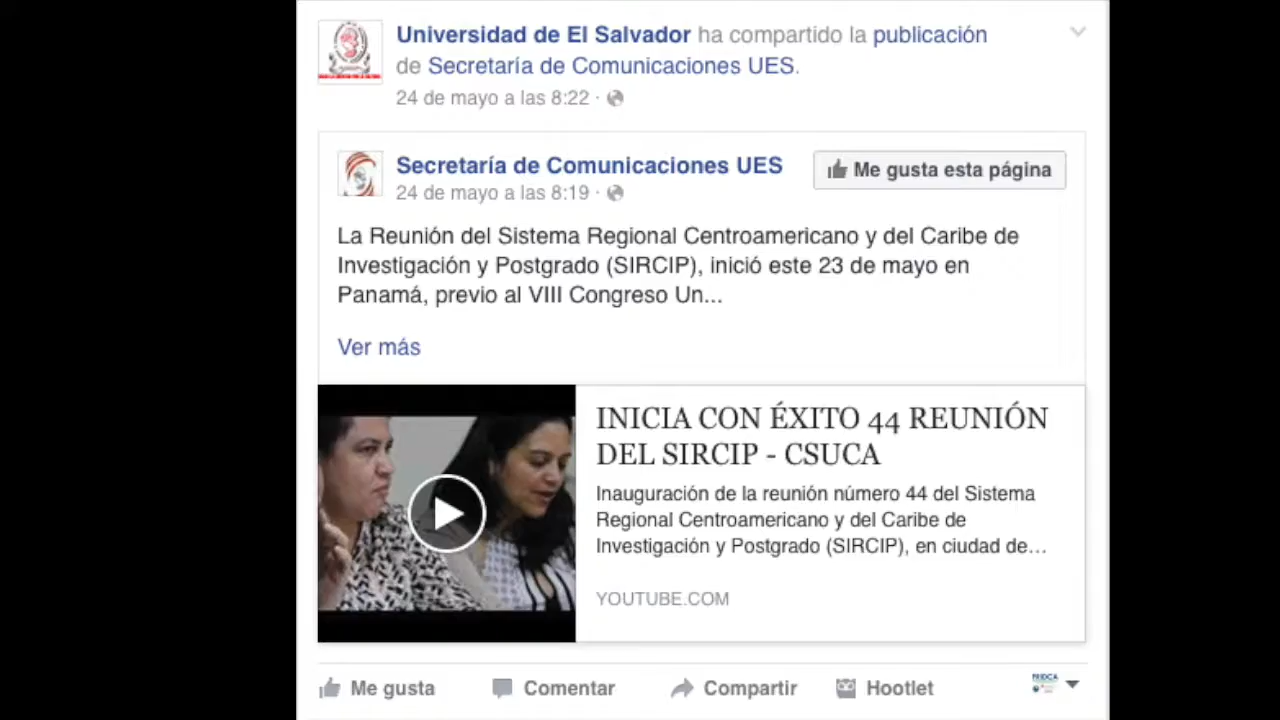 Universidad de El Salvador ha compartido la publicación
de Secretaría de Comunicaciones UES.
24 de mayo a las 8:22 ·
Secretaría de Comunicaciones UES
Me gusta esta página
24 de mayo a las 8:19 ·
La Reunión del Sistema Regional Centroamericano y del Caribe de
Investigación y Postgrado (SIRCIP), inició este 23 de mayo en
Panamá, previo al VIII Congreso Un...
Ver más
INICIA CON ÉXITO 44 REUNIÓN
DEL SIRCIP - CSUCA
Inauguración de la reunión número 44 del Sistema
Regional Centroamericano y del Caribe de
Investigación y Postgrado (SIRCIP), en ciudad de...
YOUTUBE.COM
Me gusta Comentar Compartir Hootlet